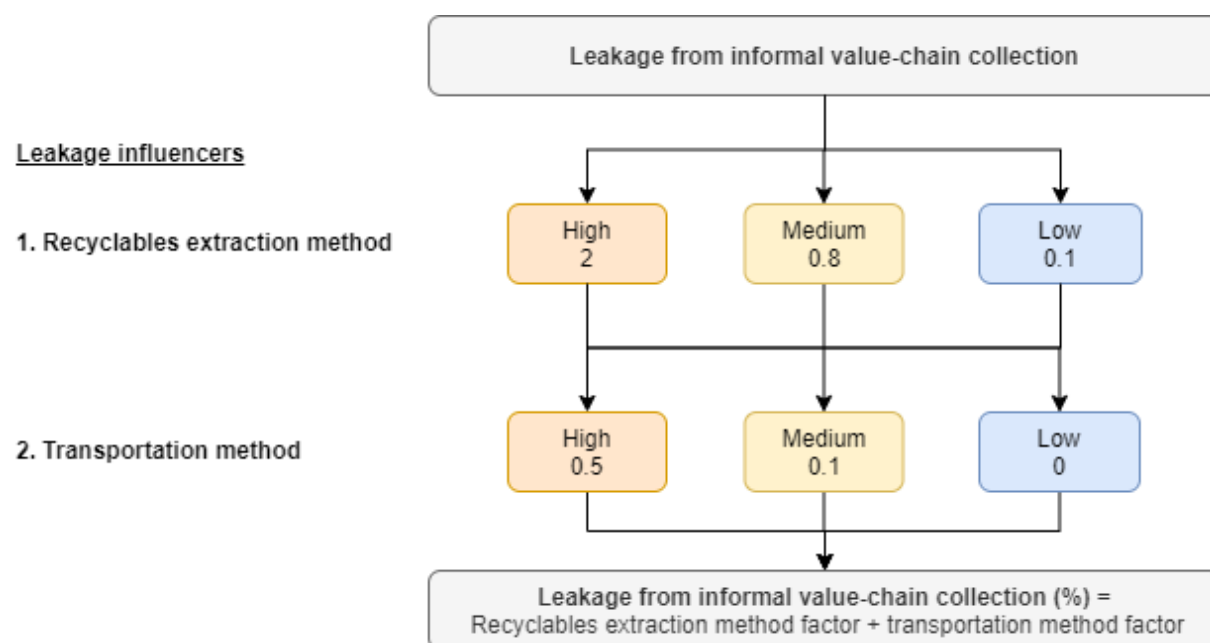 Leakage from informal value-chain collection
Leakage influencers
1. Recyclables extraction method
High
2
Medium
0.8
Low
0.1
2. Transportation method
High
0.5
Medium
0.1
Low
0
Leakage from informal value-chain collection (%) =
Recyclables extraction method factor + transportation method factor